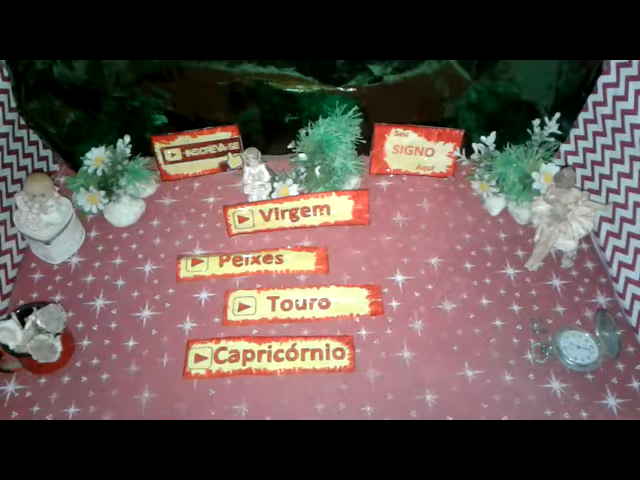 INSCREVA-SE
Seu
SIGNO
Aqui
Virgem
Peixes
Touro
Capricórnio